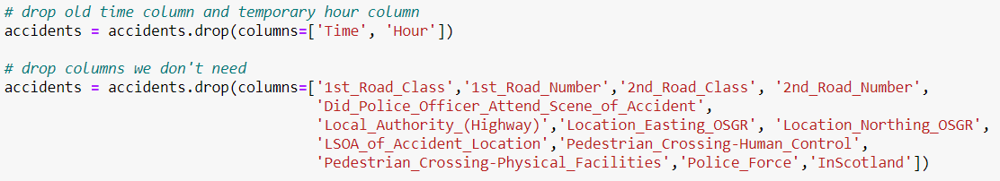 # drop old time column and temporary hour column
accidents = accidents.drop(columns=['Time', 'Hour'])
# drop columns we don't need
accidents = accidents.drop(columns=['1st_Road_Class','1st_Road_Number','2nd_Road_Class', '2nd_Road_Number',
'Did_Police_Officer_Attend_Scene_of_Accident',
'Local_Authority_(Highway)','Location_Easting_OSGR', 'Location_Northing_OSGR',
'LSOA_of_Accident_Location','Pedestrian_Crossing-Human_Control',
'Pedestrian_Crossing-Physical_Facilities','Police_Force','InScotland'])